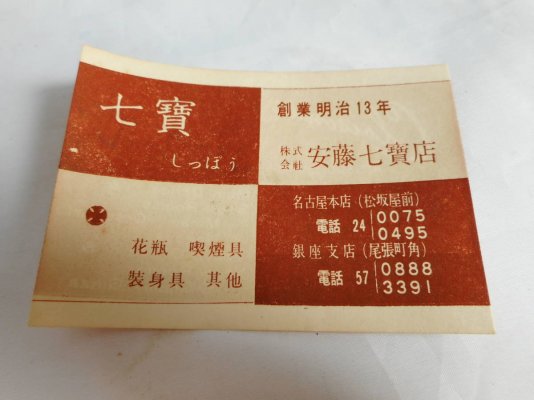 七寶
しっぽう
創業明治13年
株式会社 安藤七寶店
花瓶 喫煙具
裝身具 其他
名古屋本店(松坂屋前)
電話 24 0075
0495
銀座支店(尾張町角)
電話 57 0888
3391